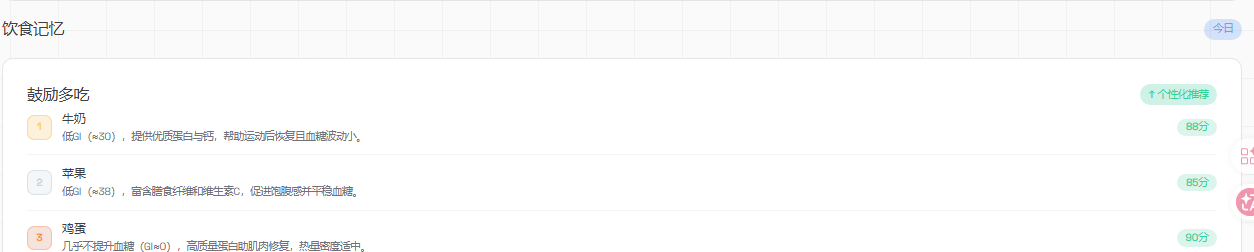 饮食记忆
今日
鼓励多吃
↑个性化推荐
1
牛奶
低GI（≈30），提供优质蛋白与钙，帮助运动后恢复且血糖波动小。
88分
2
苹果
低GI（≈38），富含膳食纤维和维生素C，促进饱腹感并平稳血糖。
85分
3
鸡蛋
几乎不提升血糖（GI≈0），高质量蛋白助肌肉修复，热量密度适中。
90分